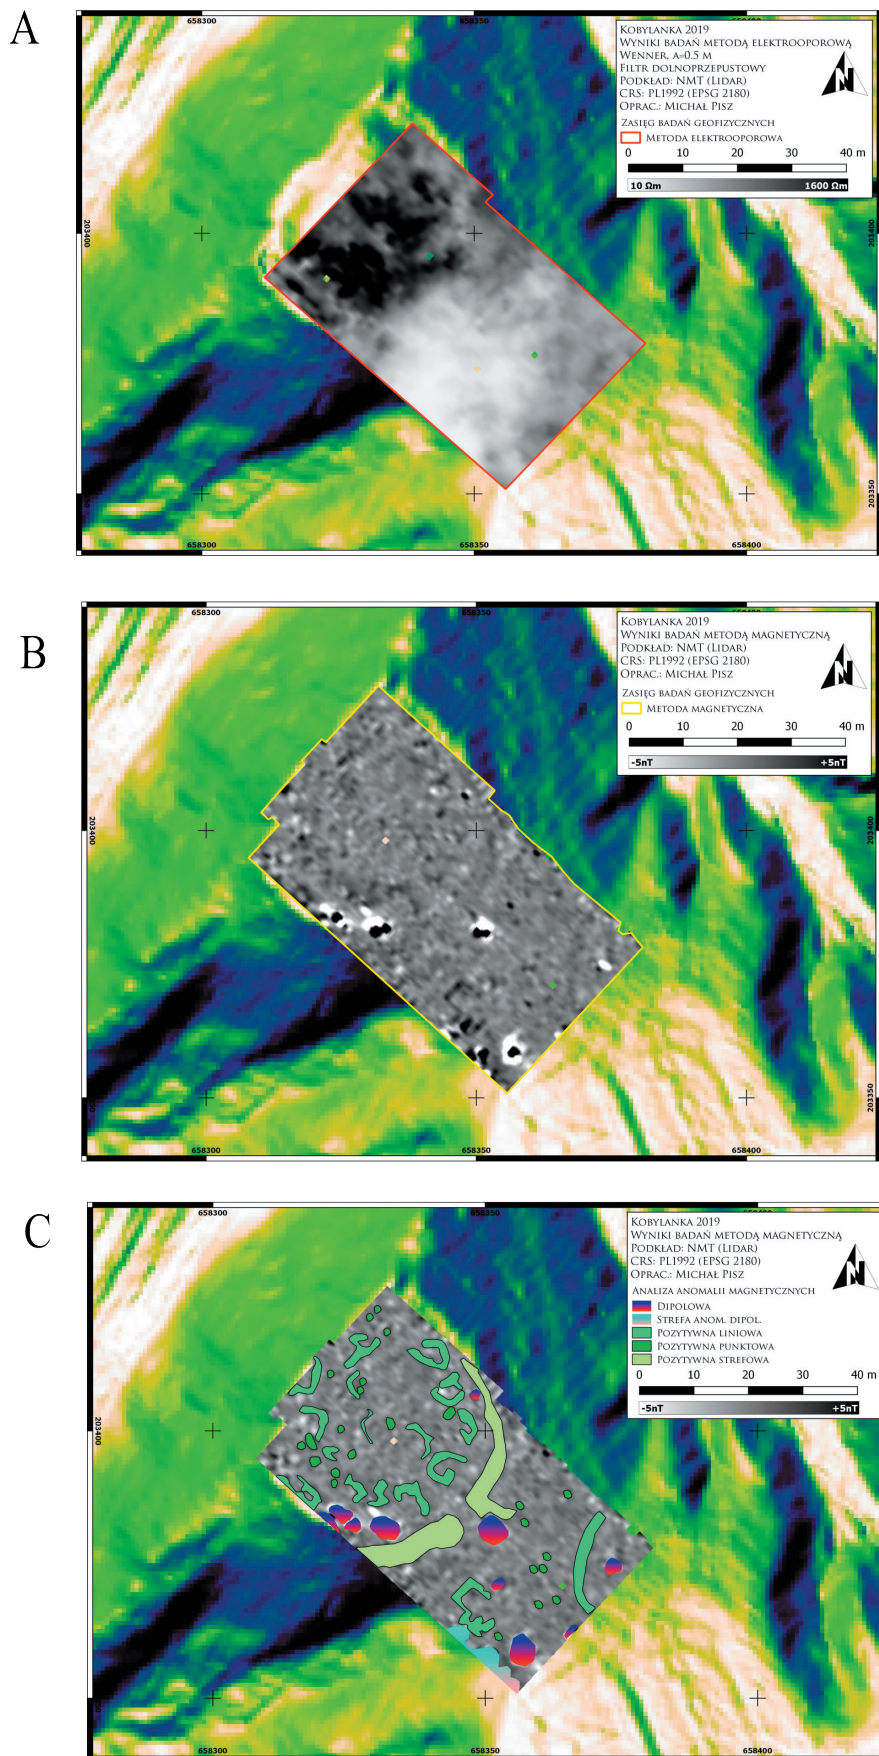 A
658300
658350
658400
KOBYLANKA 2019
WYNIKI BADAŃ METODĄ ELEKTROOPOROWĄ
WENNER, A=0.5 M
FILTR DOLNOPRZEPUSTOWY
PODKŁAD: NMT (LIDAR)
CRS: PL1992 (EPSG 2180)
OPRAC.: MICHAŁ PISZ
N
ZASIĘG BADAŃ GEOFIZYCZNYCH
METODA ELEKTROOPOROWA
0 10 20 30 40 m
10 Ωm 1600 Ωm
203400
203400
203350
658300
658350
658400
B
658300
658350
KOBYLANKA 2019
WYNIKI BADAŃ METODĄ MAGNETYCZNĄ
PODKŁAD: NMT (LIDAR)
CRS: PL1992 (EPSG 2180)
OPRAC.: MICHAŁ PISZ
N
ZASIĘG BADAŃ GEOFIZYCZNYCH
METODA MAGNETYCZNA
0 10 20 30 40 m
-5nT +5nT
203400
203400
203350
658300
658350
658400
C
658300
658350
KOBYLANKA 2019
WYNIKI BADAŃ METODĄ MAGNETYCZNĄ
PODKŁAD: NMT (LIDAR)
CRS: PL1992 (EPSG 2180)
OPRAC.: MICHAŁ PISZ
N
ANALIZA ANOMALII MAGNETYCZNYCH
DIPOLOWA
STREFA ANOM. DIPOL.
POZYTYWNA LINIOWA
POZYTYWNA PUNKTOWA
POZYTYWNA STREFOWA
0 10 20 30 40 m
-5nT +5nT
203400
658300
658350
658400